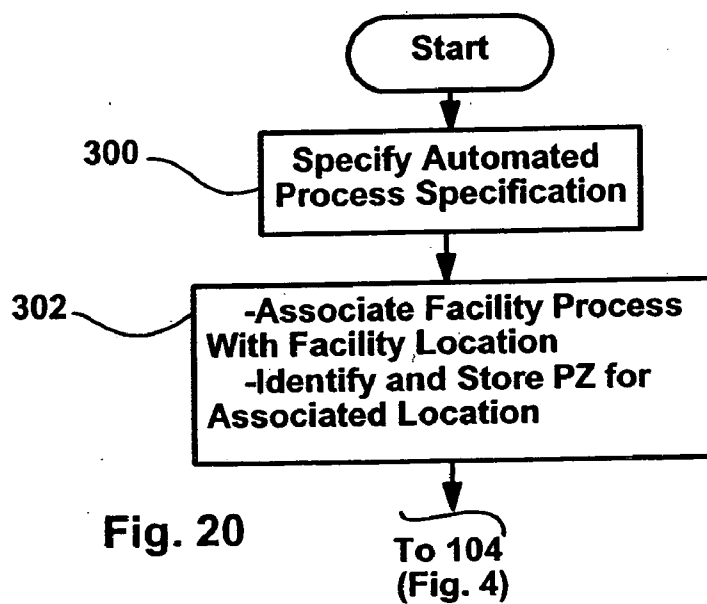 Start
300
Specify Automated
Process Specification
302
-Associate Facility Process
With Facility Location
-Identify and Store PZ for
Associated Location
Fig. 20
To 104
(Fig. 4)